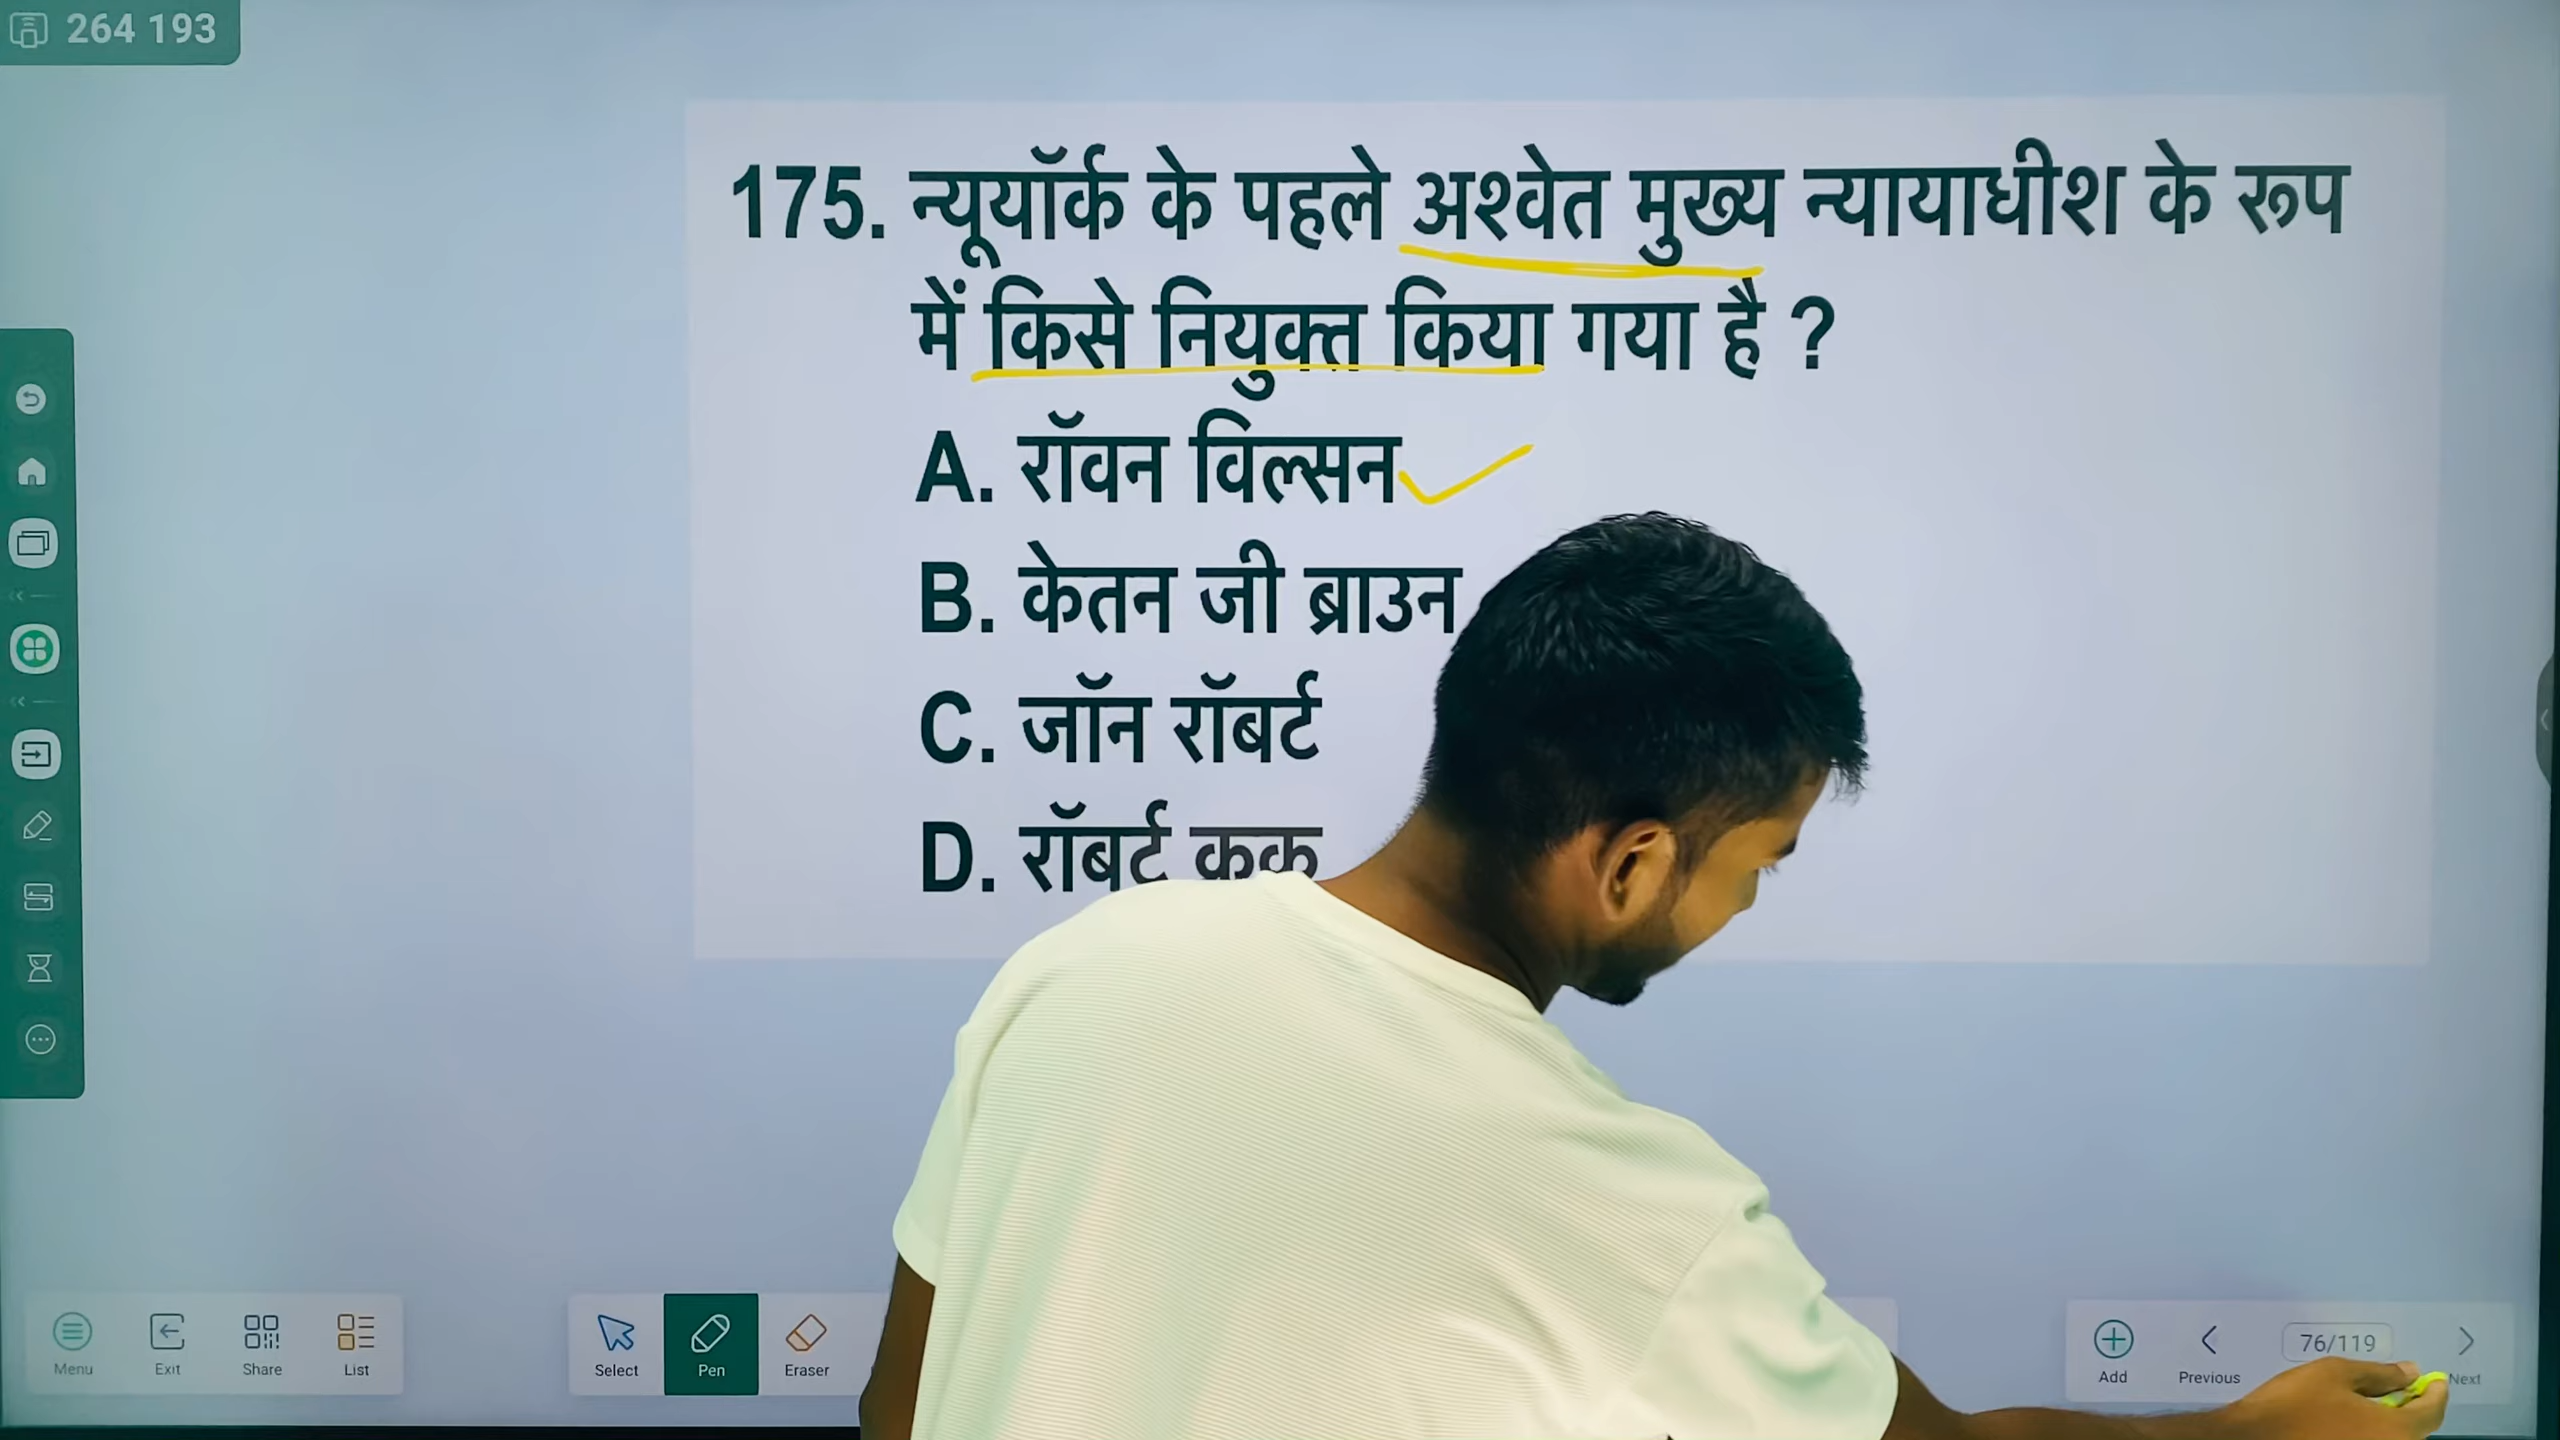 264 193
175. न्यूयॉर्क के पहले अश्वेत मुख्य न्यायाधीश के रूप
में किसे नियुक्त किया गया है ?
A. रॉवन विल्सन
B. केतन जी ब्राउन
C. जॉन रॉबर्ट
D. रॉबर्ट
Menu
Exit
Share
List
Select
Pen
Eraser
Add
Previous
76/119
Next